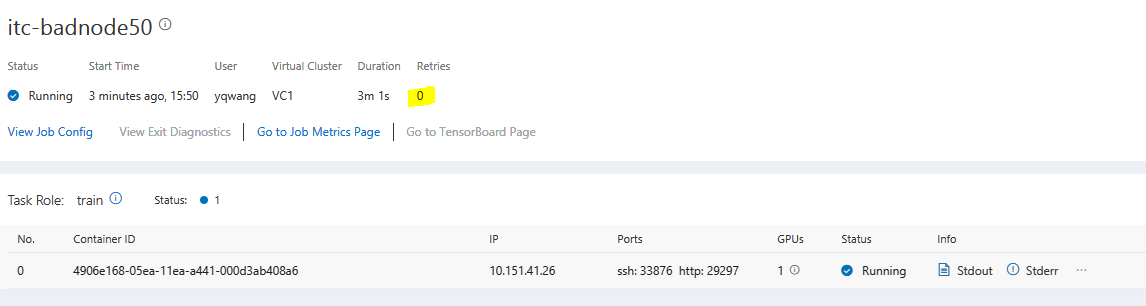 itc-badnode50
Status Start Time User Virtual Cluster Duration Retries
Running 3 minutes ago, 15:50 yqwang VC1 3m 1s 0
View Job Config View Exit Diagnostics Go to Job Metrics Page Go to TensorBoard Page
Task Role: train Status: 1
No. Container ID IP Ports GPUs Status Info
0 4906e168-05ea-11ea-a441-000d3ab408a6 10.151.41.26 ssh: 33876 http: 29297 1 Running Stdout Stderr ···